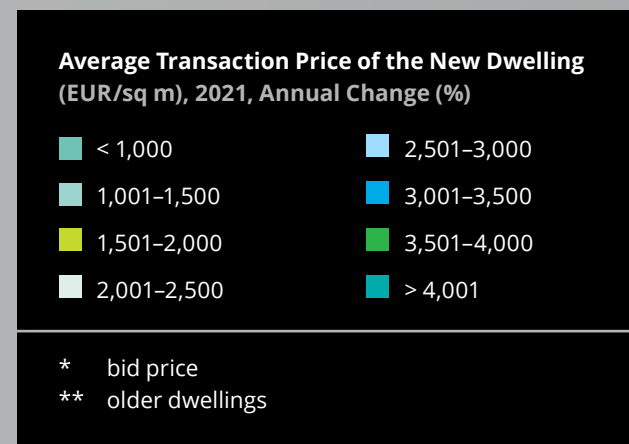 Average Transaction Price of the New Dwelling
(EUR/sq m), 2021, Annual Change (%)
< 1,000
1,001–1,500
1,501–2,000
2,001–2,500
2,501–3,000
3,001–3,500
3,501–4,000
> 4,001
* bid price
** older dwellings